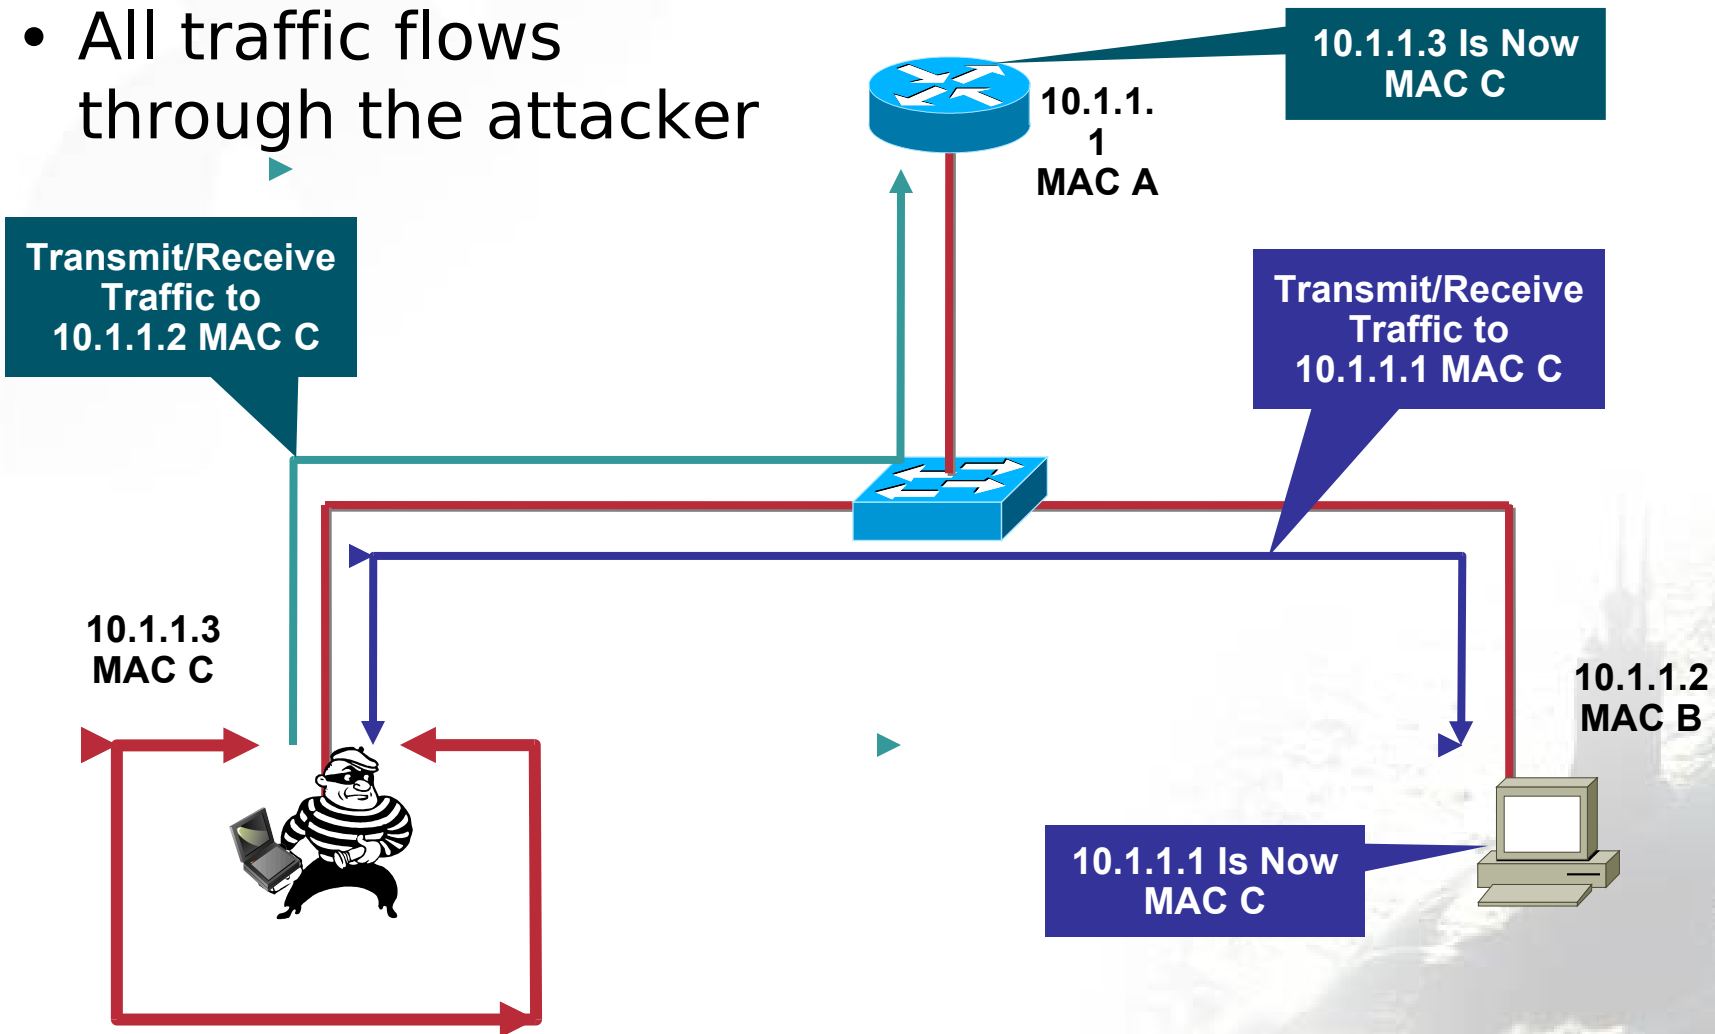 • All traffic flows
through the attacker
10.1.1.3 Is Now
MAC C
10.1.1.
1
MAC A
Transmit/Receive
Traffic to
10.1.1.2 MAC C
Transmit/Receive
Traffic to
10.1.1.1 MAC C
10.1.1.3
MAC C
10.1.1.2
MAC B
10.1.1.1 Is Now
MAC C